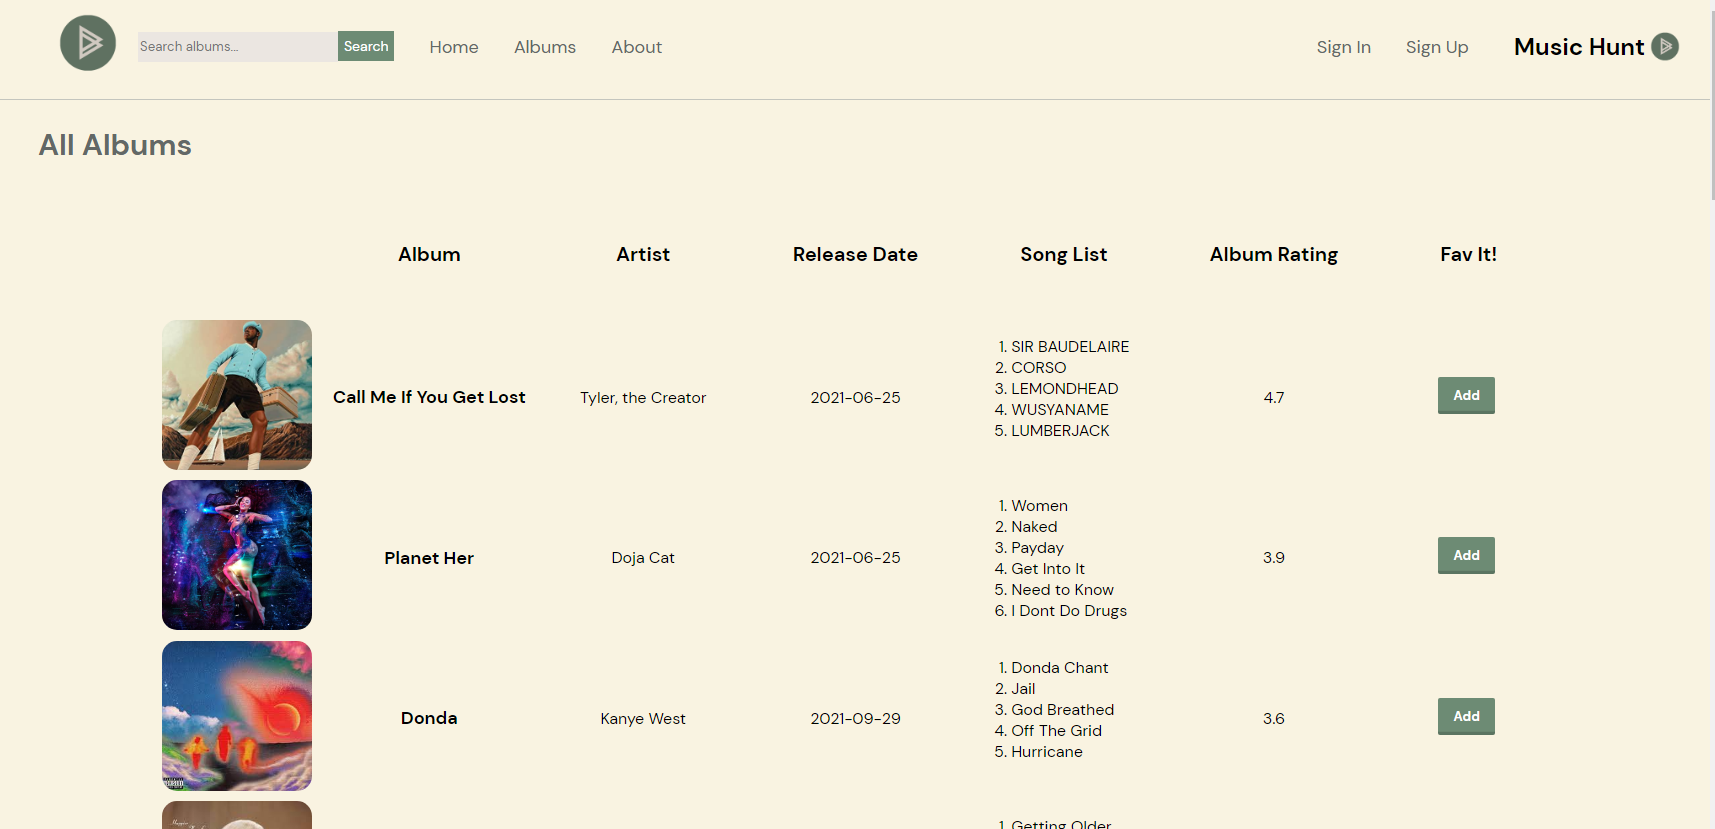 Search albums...
Search
Home
Albums
About
Sign In
Sign Up
Music Hunt
All Albums
Album
Artist
Release Date
Song List
Album Rating
Fav It!
Call Me If You Get Lost
Tyler, the Creator
2021-06-25
1. SIR BAUDELAIRE
2. CORSO
3. LEMONDHEAD
4. WUSYANAME
5. LUMBERJACK
4.7
Add
Planet Her
Doja Cat
2021-06-25
1. Women
2. Naked
3. Payday
4. Get Into It
5. Need to Know
6. I Dont Do Drugs
3.9
Add
Donda
Kanye West
2021-09-29
1. Donda Chant
2. Jail
3. God Breathed
4. Off The Grid
5. Hurricane
3.6
Add
1. Getting Older